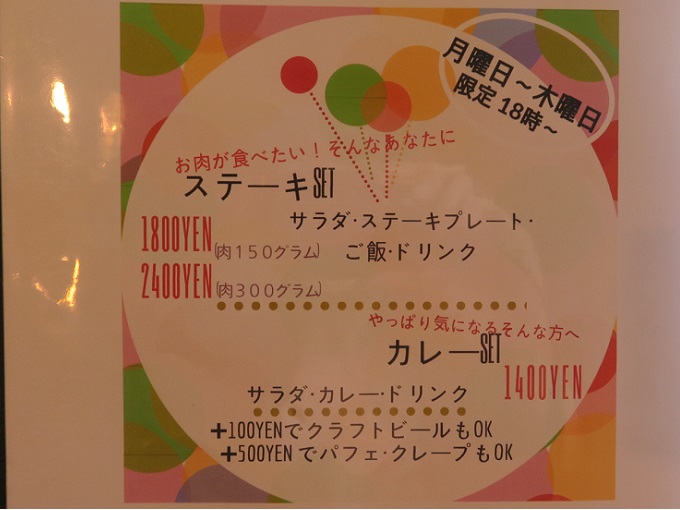 月曜日～木曜日
限定 18時～
お肉が食べたい！そんなあなたに
ステーキSET
サラダ・ステーキプレート・
1800YEN (肉150グラム) ご飯・ドリンク
2400YEN (肉300グラム)
やっぱり気になるそんな方へ
カレーSET
1400YEN
サラダ・カレー・ドリンク
+100YENでクラフトビールもOK
+500YENでパフェ・クレープもOK